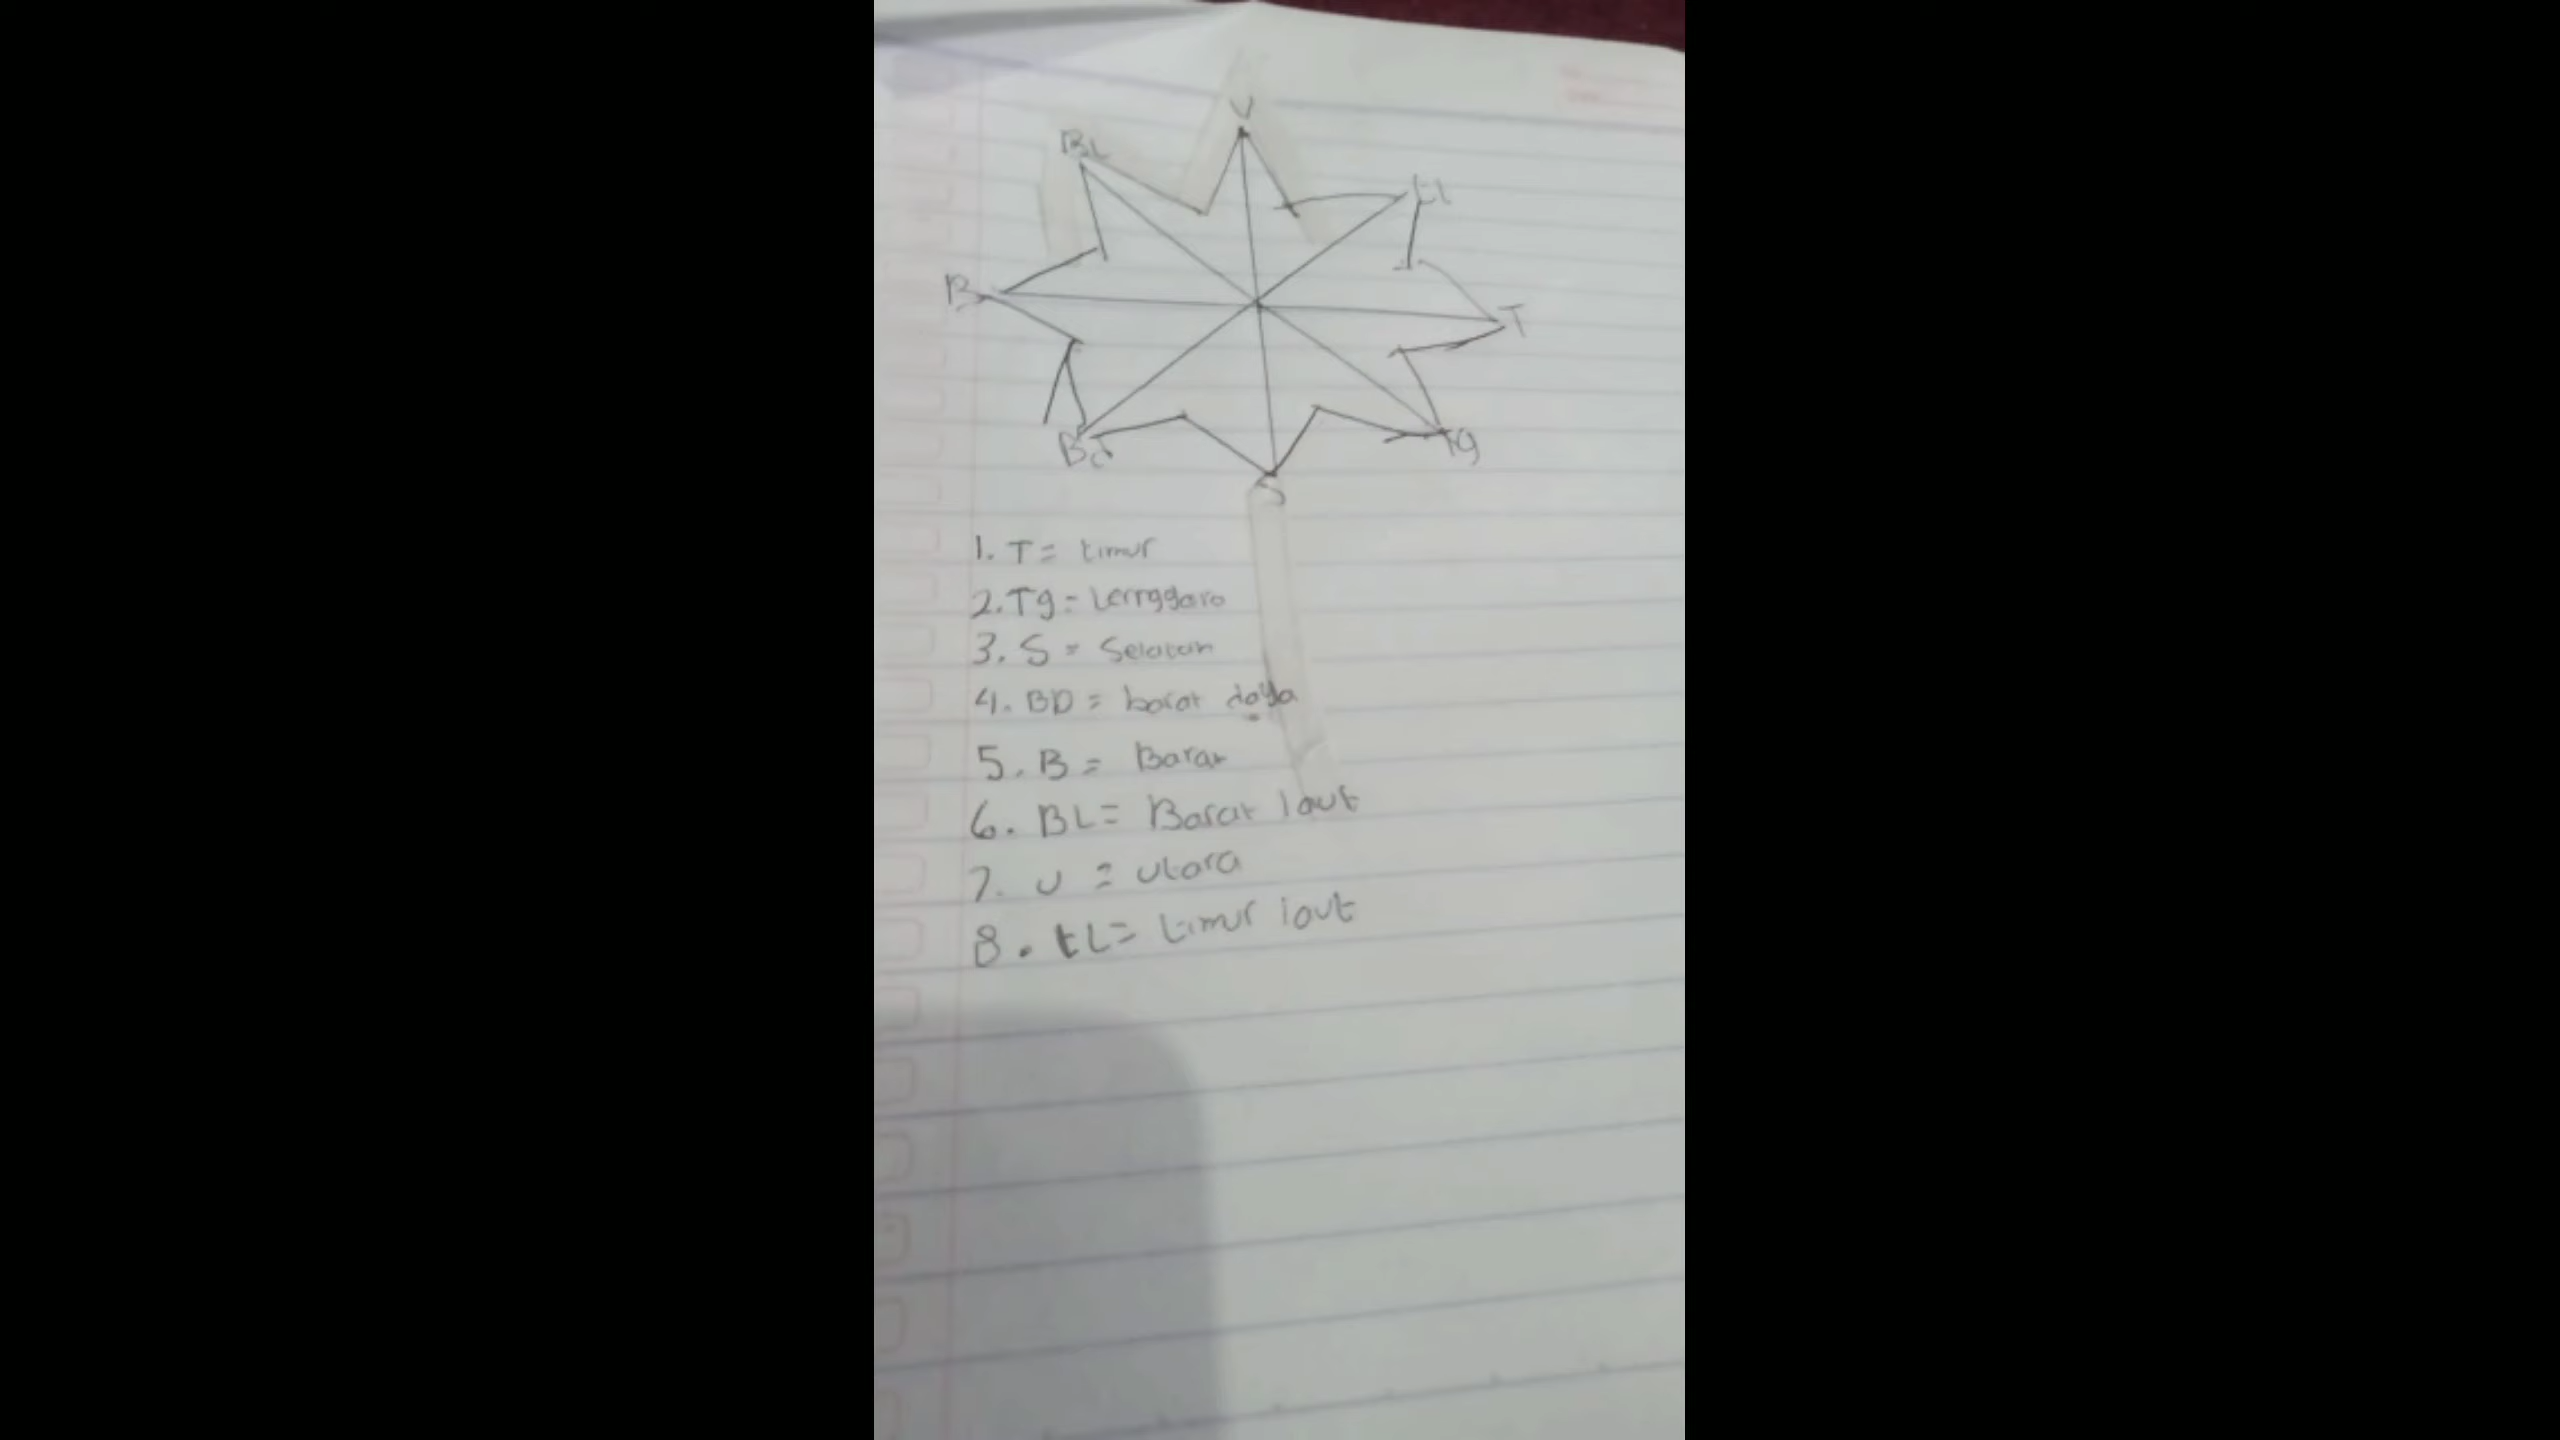 U
BL
tl
B
T
Bd
Tg
S
1. T = timur
2. Tg = tenggara
3. S = Selatan
4. BD = barat daya
5. B = Barat
6. BL = Barat laut
7. U = utara
8. tL = timur laut